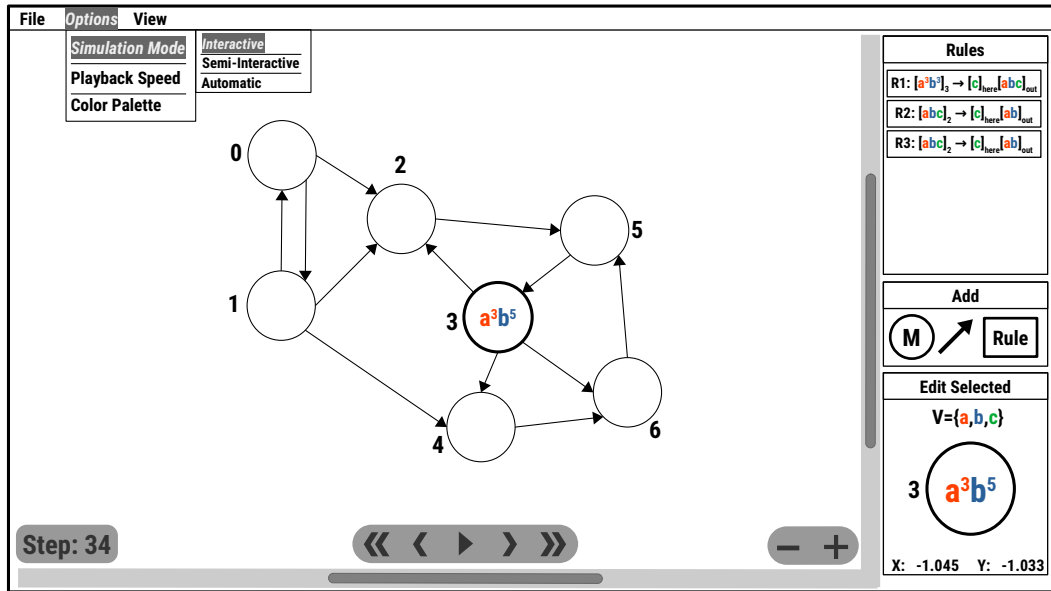 File Options View
Simulation Mode
Playback Speed
Color Palette
Interactive
Semi-Interactive
Automatic
0
2
5
1
3 a³b⁵
4
6
Step: 34
Rules
R1: [a³b³]₃ → [c]here[abc]out
R2: [abc]₂ → [c]here[ab]out
R3: [abc]₂ → [c]here[ab]out
Add
M Rule
Edit Selected
V={a,b,c}
3 a³b⁵
X: -1.045 Y: -1.033